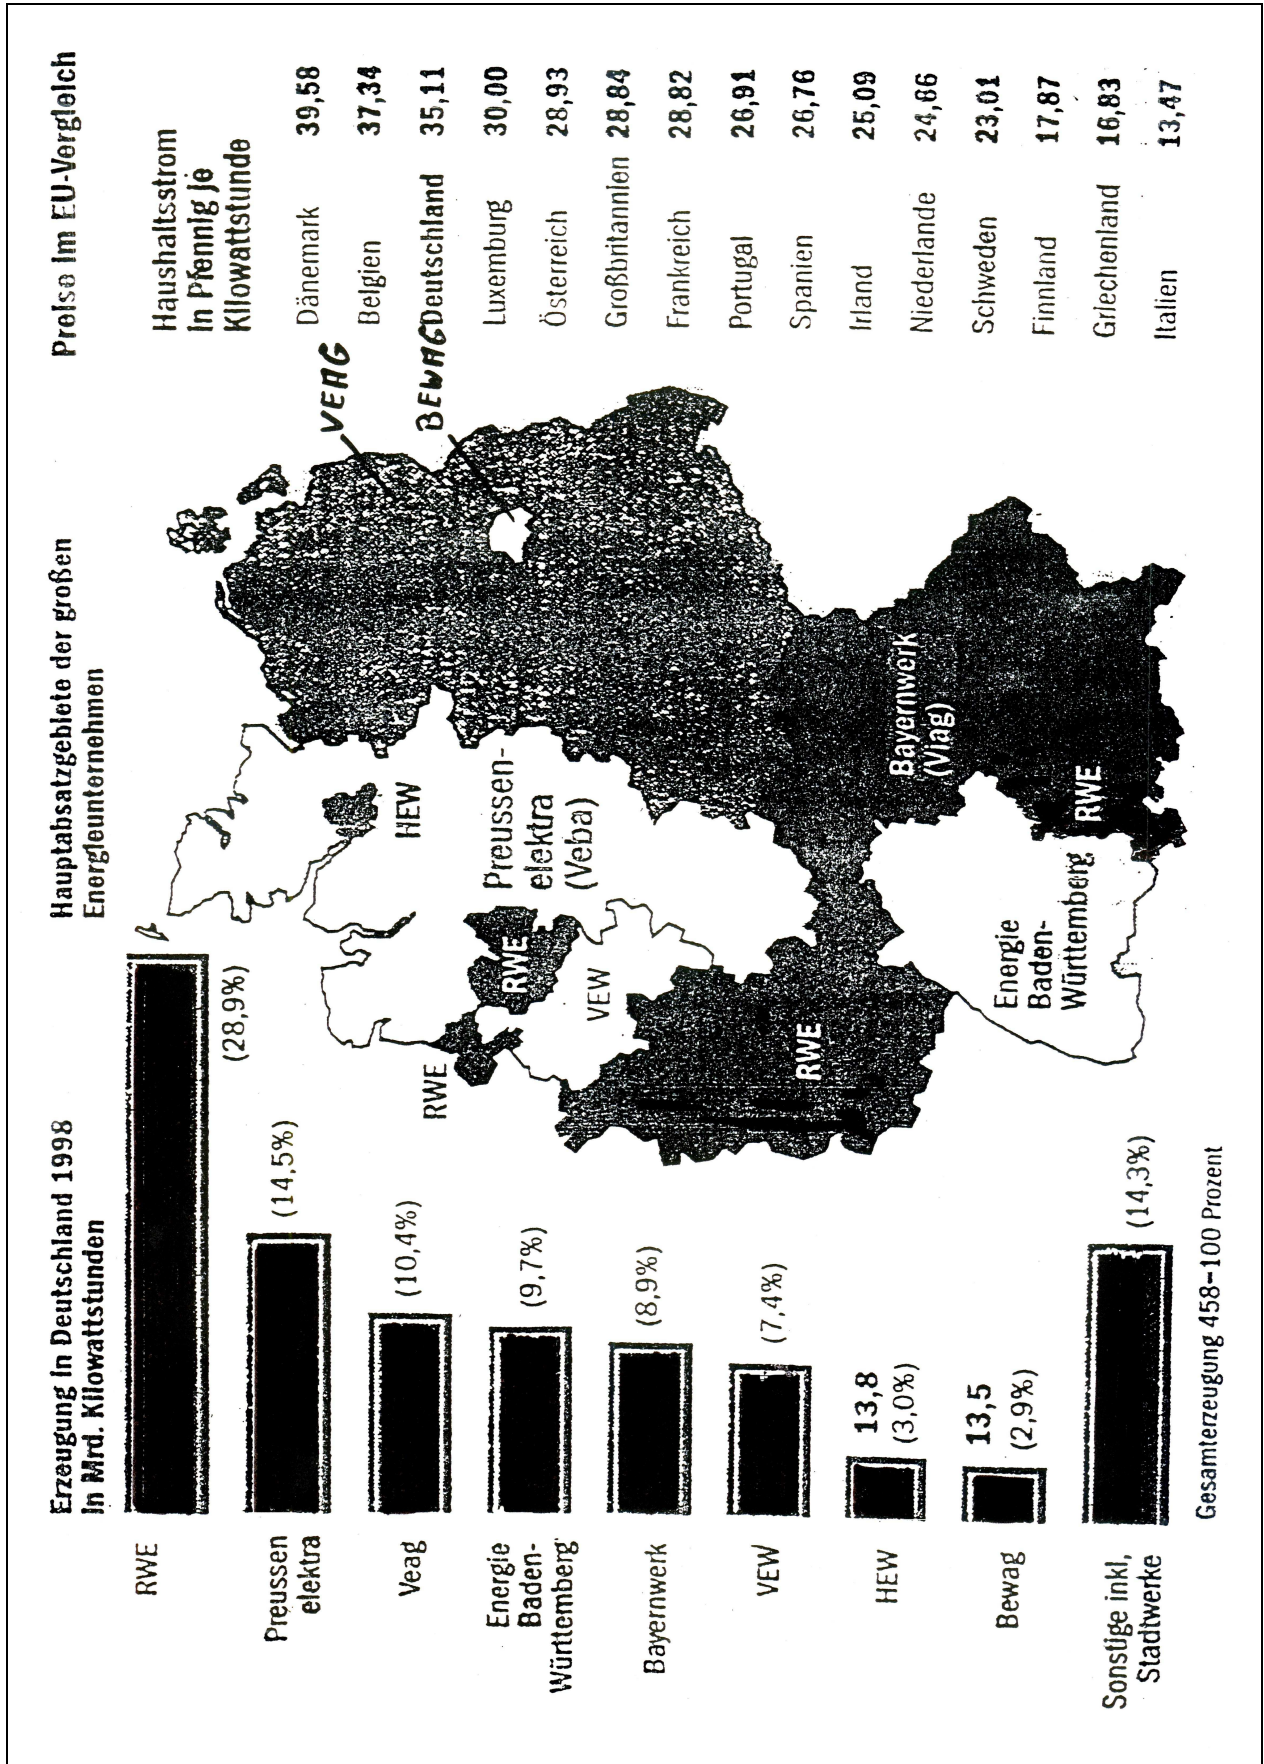 Erzeugung in Deutschland 1998
in Mrd. Kilowattstunden
RWE
(28,9%)
Preussen
elektra
(14,5%)
Veag
(10,4%)
Energie
Baden-
Württemberg
(9,7%)
Bayernwerk
(8,9%)
VEW
(7,4%)
HEW
13,8
(3,0%)
Bewag
13,5
(2,9%)
Sonstige inkl,
Stadtwerke
(14,3%)
Gesamterzeugung 458-100 Prozent
Hauptabsatzgebiete der großen
Energieunternehmen
HEW
RWE
RWE
Preussen-
elektra
(Veba)
VEW
RWE
Bayernwerk
(Viag)
Energie
Baden-
Württemberg
RWE
VEAG
BEWAG
Preise im EU-Vergleich
Haushaltsstrom
in Pfennig je
Kilowattstunde
Dänemark 39,58
Belgien 37,34
Deutschland 35,11
Luxemburg 30,00
Österreich 28,93
Großbritannien 28,84
Frankreich 28,82
Portugal 26,91
Spanien 26,76
Irland 25,09
Niederlande 24,86
Schweden 23,01
Finnland 17,87
Griechenland 16,83
Italien 13,47